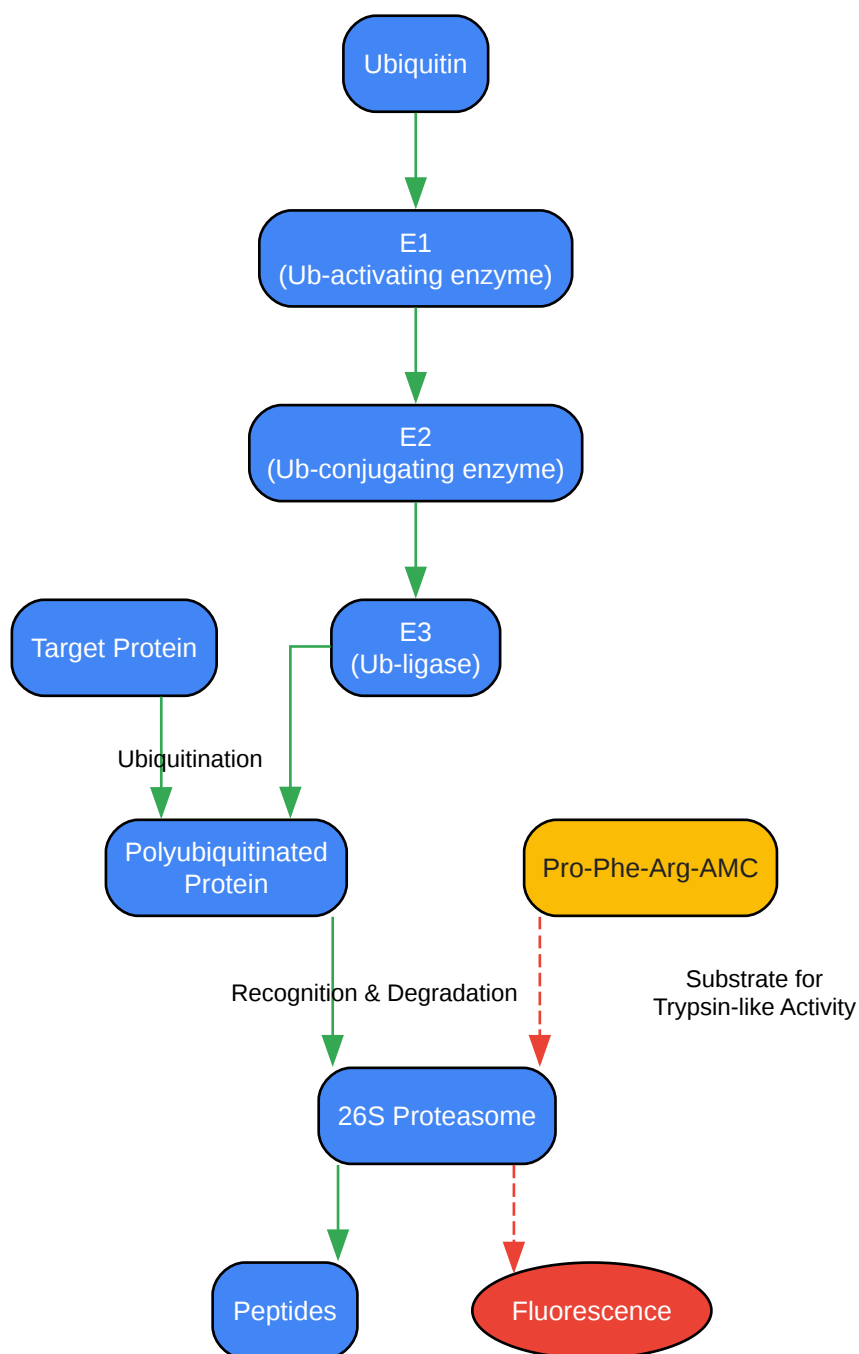 Ubiquitin
E1
(Ub-activating enzyme)
E2
(Ub-conjugating enzyme)
Target Protein
E3
(Ub-ligase)
Ubiquitination
Polyubiquitinated
Protein
Pro-Phe-Arg-AMC
Recognition & Degradation
Substrate for
Trypsin-like Activity
26S Proteasome
Peptides
Fluorescence